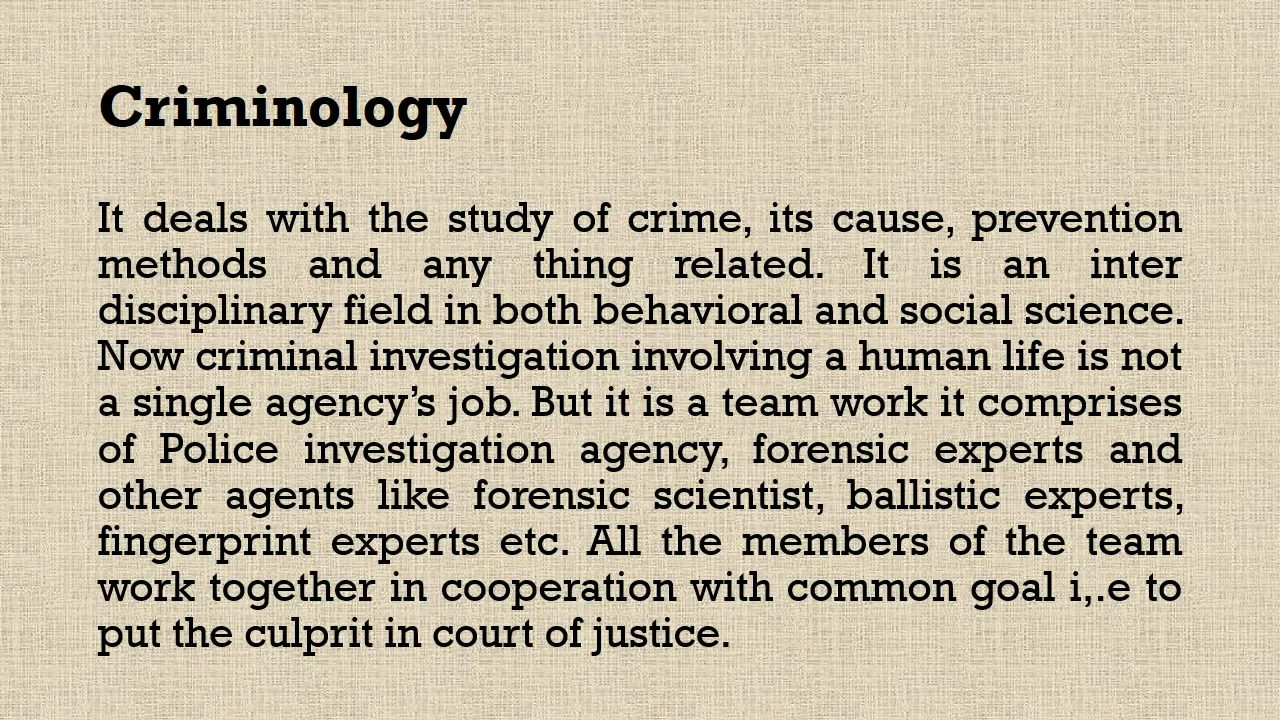 Criminology
It deals with the study of crime, its cause, prevention
methods and any thing related. It is an inter
disciplinary field in both behavioral and social science.
Now criminal investigation involving a human life is not
a single agency’s job. But it is a team work it comprises
of Police investigation agency, forensic experts and
other agents like forensic scientist, ballistic experts,
fingerprint experts etc. All the members of the team
work together in cooperation with common goal i,.e to
put the culprit in court of justice.